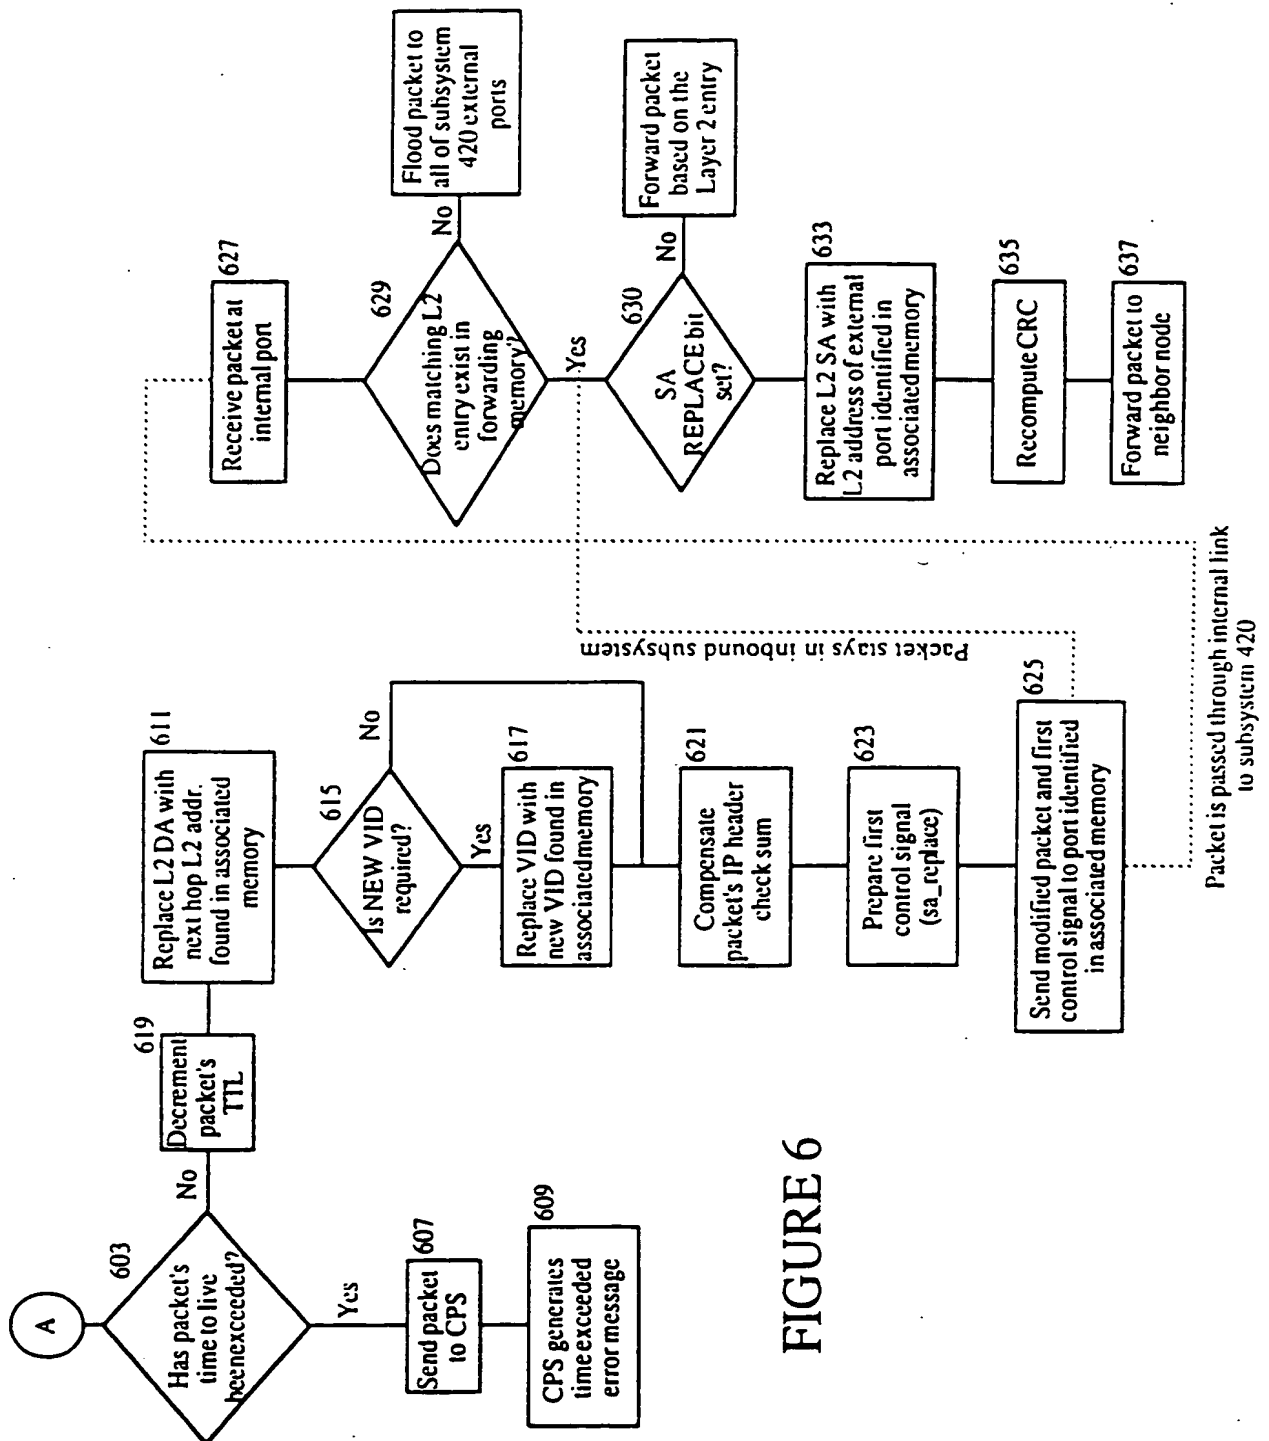 A
603
Has packet's
time to live
beenexceeded?
Yes
607
Send packet
to CPS
609
CPS generates
time exceeded
error message
No
619
Decrement
packet's
TTL
611
Replace L2 DA with
next hop L2 addr.
found in associated
memory
615
Is NEW VID
required?
No
Yes
617
Replace VID with
new VID found in
associated memory
621
Compensate
packet's IP header
check sum
623
Prepare first
control signal
(sa_replace)
625
Send modified packet and first
control signal to port identified
in associated memory
Packet stays in inbound subsystem
Packet is passed through internal link
to subsystem 420
627
Receive packet at
internal port
629
Does matching L2
entry exist in
forwarding
memory?
No
Flood packet to
all of subsystem
420 external
ports
Yes
630
SA
REPLACE bit
set?
No
Forward packet
based on the
Layer 2 entry
633
Replace L2 SA with
L2 address of external
port identified in
associated memory
635
Recompute CRC
637
Forward packet to
neighbor node
FIGURE 6